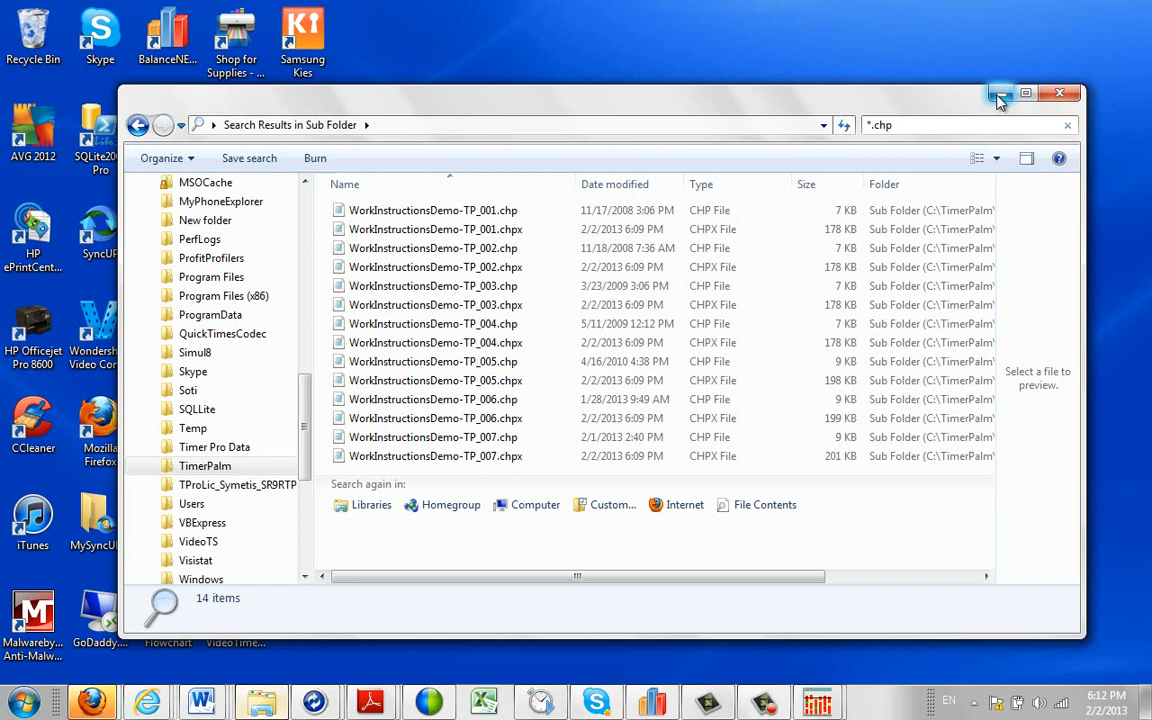 Recycle Bin
Skype
BalanceNE...
Shop for
Supplies - ...
Samsung
Kies
AVG 2012
SQLite200
Pro
HP
ePrintCent...
SyncUP
HP Officejet
Pro 8600
Wondersh
Video Con
CCleaner
Mozilla
Firefox
iTunes
MySyncUP
Malwareby...
Anti-Malw...
GoDaddy....
Flowchart
VideoTime...
Search Results in Sub Folder
*.chp
Organize
Save search
Burn
MSOCache
MyPhoneExplorer
New folder
PerfLogs
ProfitProfilers
Program Files
Program Files (x86)
ProgramData
QuickTimesCodec
Simul8
Skype
Soti
SQLLite
Temp
Timer Pro Data
TimerPalm
TProLic_Symetis_SR9RTP
Users
VBExpress
VideoTS
Visistat
Windows
Name Date modified Type Size Folder
WorkInstructionsDemo-TP_001.chp 11/17/2008 3:06 PM CHP File 7 KB Sub Folder (C:\TimerPalm\
WorkInstructionsDemo-TP_001.chpx 2/2/2013 6:09 PM CHPX File 178 KB Sub Folder (C:\TimerPalm\
WorkInstructionsDemo-TP_002.chp 11/18/2008 7:36 AM CHP File 7 KB Sub Folder (C:\TimerPalm\
WorkInstructionsDemo-TP_002.chpx 2/2/2013 6:09 PM CHPX File 178 KB Sub Folder (C:\TimerPalm\
WorkInstructionsDemo-TP_003.chp 3/23/2009 3:06 PM CHP File 7 KB Sub Folder (C:\TimerPalm\
WorkInstructionsDemo-TP_003.chpx 2/2/2013 6:09 PM CHPX File 178 KB Sub Folder (C:\TimerPalm\
WorkInstructionsDemo-TP_004.chp 5/11/2009 12:12 PM CHP File 7 KB Sub Folder (C:\TimerPalm\
WorkInstructionsDemo-TP_004.chpx 2/2/2013 6:09 PM CHPX File 178 KB Sub Folder (C:\TimerPalm\
WorkInstructionsDemo-TP_005.chp 4/16/2010 4:38 PM CHP File 9 KB Sub Folder (C:\TimerPalm\
WorkInstructionsDemo-TP_005.chpx 2/2/2013 6:09 PM CHPX File 198 KB Sub Folder (C:\TimerPalm\
WorkInstructionsDemo-TP_006.chp 1/28/2013 9:49 AM CHP File 9 KB Sub Folder (C:\TimerPalm\
WorkInstructionsDemo-TP_006.chpx 2/2/2013 6:09 PM CHPX File 199 KB Sub Folder (C:\TimerPalm\
WorkInstructionsDemo-TP_007.chp 2/1/2013 2:40 PM CHP File 9 KB Sub Folder (C:\TimerPalm\
WorkInstructionsDemo-TP_007.chpx 2/2/2013 6:09 PM CHPX File 201 KB Sub Folder (C:\TimerPalm\
Search again in:
Libraries Homegroup Computer Custom... Internet File Contents
Select a file to
preview.
14 items
EN
6:12 PM
2/2/2013